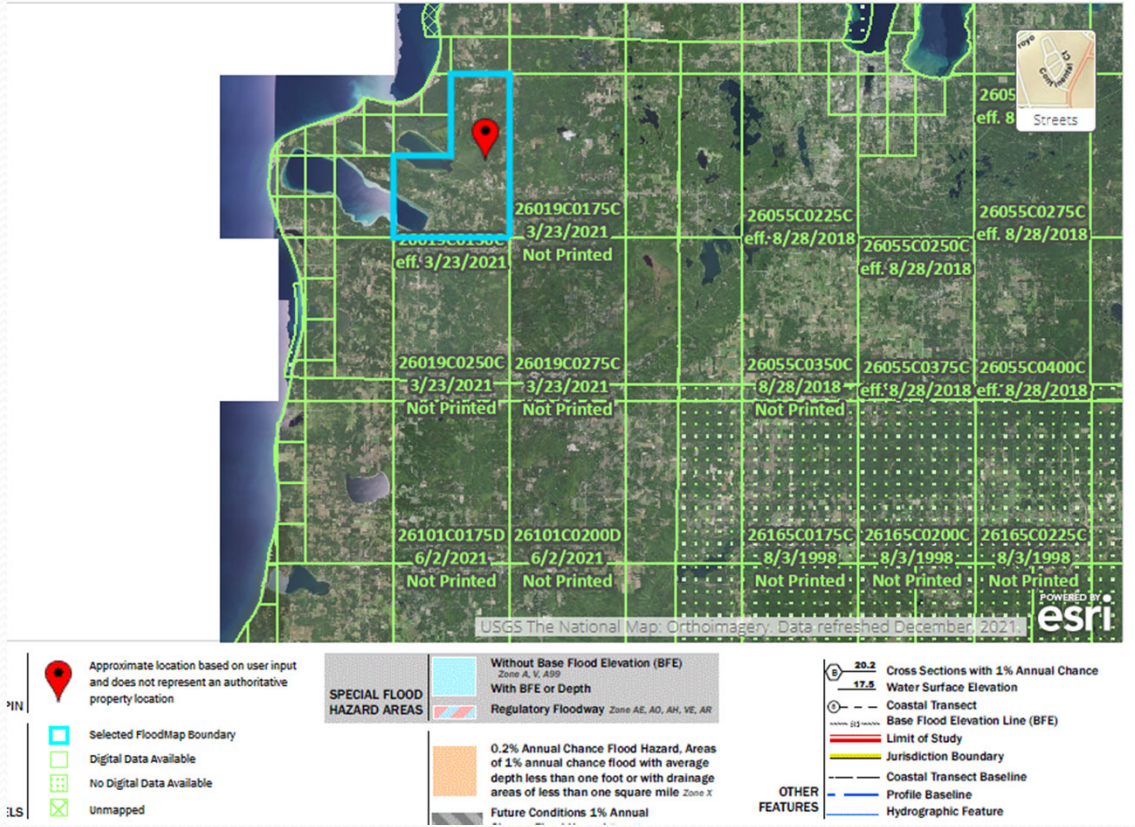 royo
Continental Ct
Streets
2605
eff. 8
26019C0175C
3/23/2021
Not Printed
26055C0225C
eff. 8/28/2018
26055C0275C
eff. 8/28/2018
26019C0150C
eff. 3/23/2021
26055C0250C
eff. 8/28/2018
26019C0250C
3/23/2021
Not Printed
26019C0275C
3/23/2021
Not Printed
26055C0350C
8/28/2018
Not Printed
26055C0375C
eff. 8/28/2018
26055C0400C
eff. 8/28/2018
26101C0175D
6/2/2021
Not Printed
26101C0200D
6/2/2021
Not Printed
26165C0175C
8/3/1998
Not Printed
26165C0200C
8/3/1998
Not Printed
26165C0225C
8/3/1998
Not Printed
POWERED BY
esri
USGS The National Map: Orthoimagery. Data refreshed December, 2021.
PIN
Approximate location based on user input
and does not represent an authoritative
property location
Selected FloodMap Boundary
Digital Data Available
No Digital Data Available
Unmapped
ELS
SPECIAL FLOOD
HAZARD AREAS
Without Base Flood Elevation (BFE)
Zone A, V, A99
With BFE or Depth
Regulatory Floodway Zone AE, AO, AH, VE, AR
0.2% Annual Chance Flood Hazard, Areas
of 1% annual chance flood with average
depth less than one foot or with drainage
areas of less than one square mile Zone X
Future Conditions 1% Annual
OTHER
FEATURES
B 20.2 Cross Sections with 1% Annual Chance
17.5 Water Surface Elevation
8 Coastal Transect
513 Base Flood Elevation Line (BFE)
Limit of Study
Jurisdiction Boundary
Coastal Transect Baseline
Profile Baseline
Hydrographic Feature